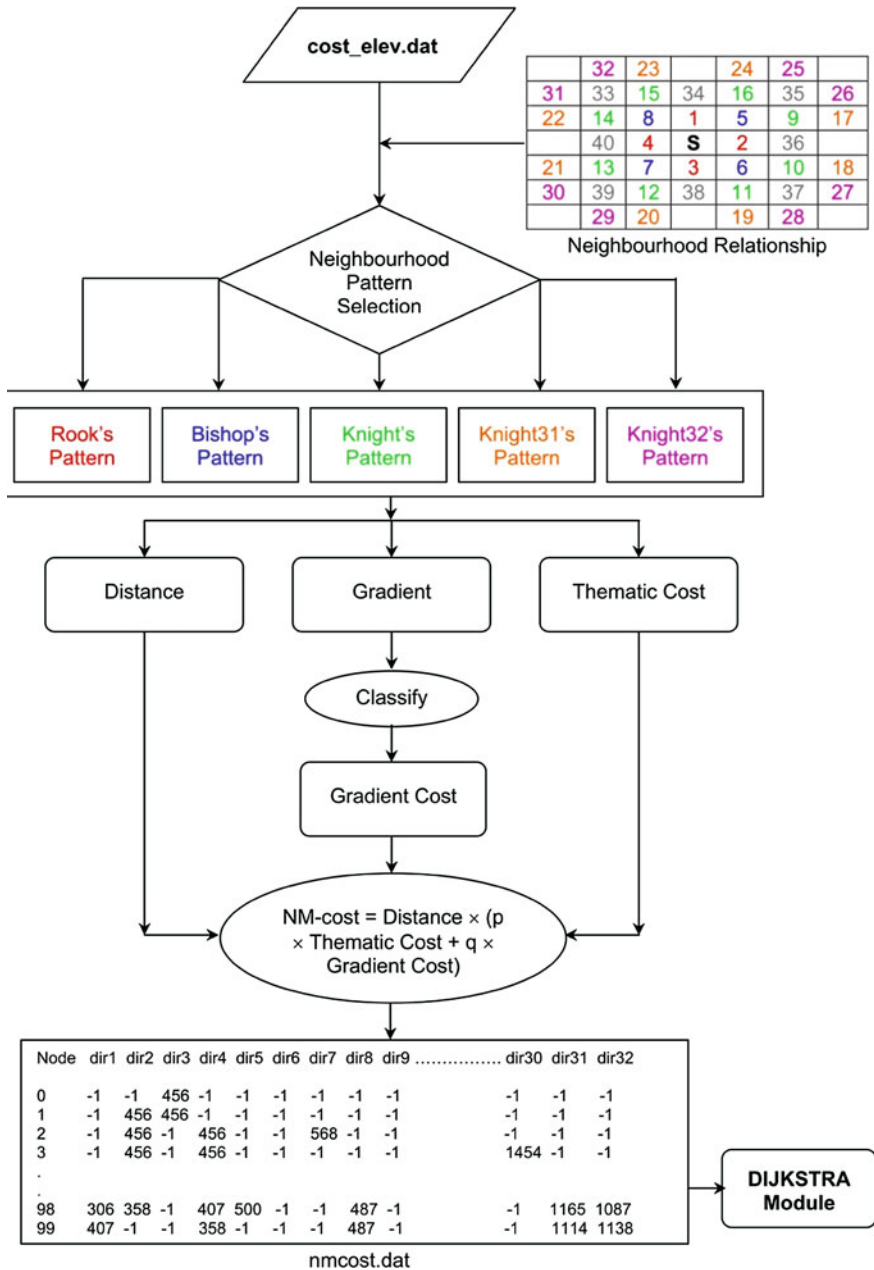 cost_elev.dat
32 23 24 25
31 33 15 34 16 35 26
22 14 8 1 5 9 17
40 4 S 2 36
21 13 7 3 6 10 18
30 39 12 38 11 37 27
29 20 19 28
Neighbourhood Relationship
Neighbourhood
Pattern
Selection
Rook's
Pattern
Bishop's
Pattern
Knight's
Pattern
Knight31's
Pattern
Knight32's
Pattern
Distance
Gradient
Thematic Cost
Classify
Gradient Cost
NM-cost = Distance × (p
× Thematic Cost + q ×
Gradient Cost)
Node dir1 dir2 dir3 dir4 dir5 dir6 dir7 dir8 dir9 ................ dir30 dir31 dir32
0 -1 -1 456 -1 -1 -1 -1 -1 -1 -1 -1 -1
1 -1 456 456 -1 -1 -1 -1 -1 -1 -1 -1 -1
2 -1 456 -1 456 -1 -1 568 -1 -1 -1 -1 -1
3 -1 456 -1 456 -1 -1 -1 -1 -1 1454 -1 -1
.
.
98 306 358 -1 407 500 -1 -1 487 -1 -1 1165 1087
99 407 -1 -1 358 -1 -1 -1 487 -1 -1 1114 1138
nmcost.dat
DIJKSTRA
Module